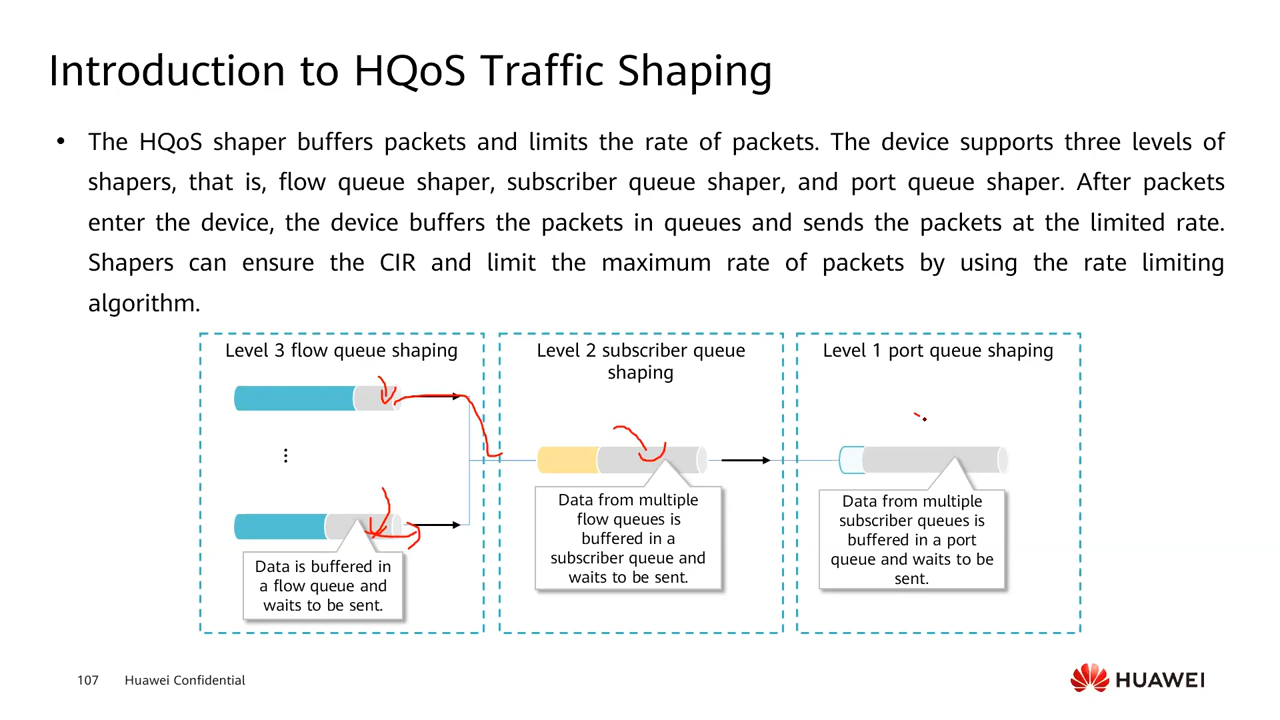 Introduction to HQoS Traffic Shaping
• The HQoS shaper buffers packets and limits the rate of packets. The device supports three levels of
shapers, that is, flow queue shaper, subscriber queue shaper, and port queue shaper. After packets
enter the device, the device buffers the packets in queues and sends the packets at the limited rate.
Shapers can ensure the CIR and limit the maximum rate of packets by using the rate limiting
algorithm.
Level 3 flow queue shaping
Data is buffered in
a flow queue and
waits to be sent.
Level 2 subscriber queue
shaping
Data from multiple
flow queues is
buffered in a
subscriber queue and
waits to be sent.
Level 1 port queue shaping
Data from multiple
subscriber queues is
buffered in a port
queue and waits to be
sent.
107 Huawei Confidential
HUAWEI